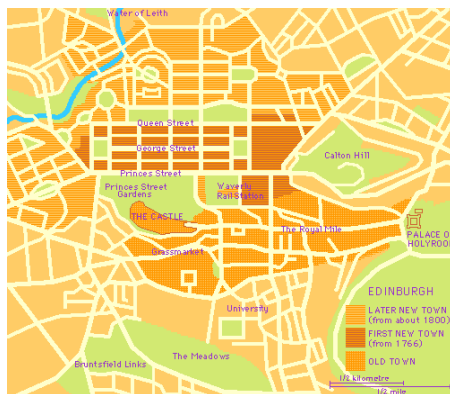 Water of Leith
Queen Street
George Street
Calton Hill
Princes Street
Princes Street
Gardens
Waverly
Rail Station
THE CASTLE
The Royal Mile
PALACE O
HOLYROO
Grassmarket
University
The Meadows
Bruntsfield Links
EDINBURGH
LATER NEW TOWN
(from about 1800)
FIRST NEW TOWN
(from 1766)
OLD TOWN
1/2 kilometre
1/2 mile